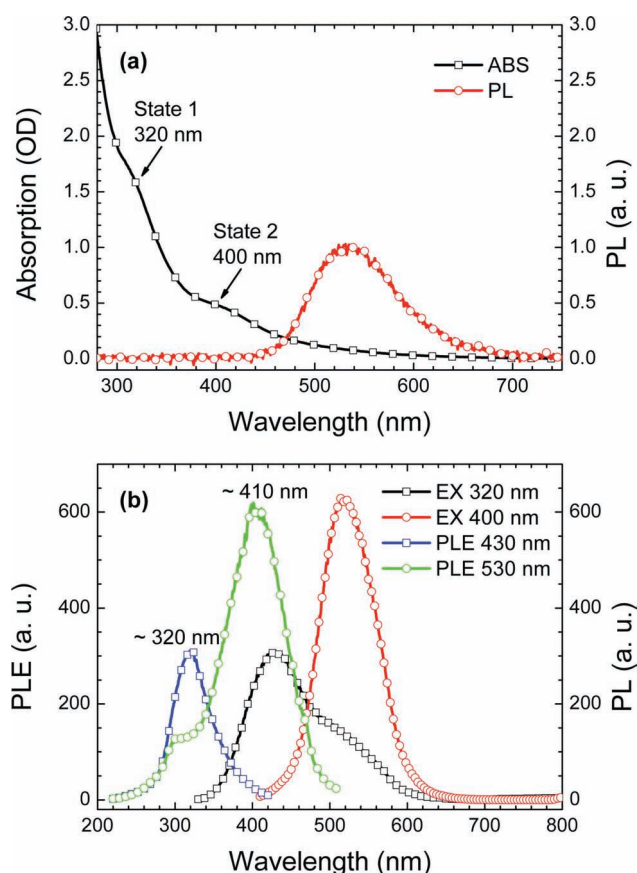 (a)
ABS
PL
State 1
320 nm
State 2
400 nm
Absorption (OD)
3.0
2.5
2.0
1.5
1.0
0.5
0.0
PL (a. u.)
3.0
2.5
2.0
1.5
1.0
0.5
0.0
300 400 500 600 700
Wavelength (nm)
(b)
~ 410 nm
~ 320 nm
EX 320 nm
EX 400 nm
PLE 430 nm
PLE 530 nm
PLE (a. u.)
600
400
200
0
PL (a. u.)
600
400
200
0
200 300 400 500 600 700 800
Wavelength (nm)